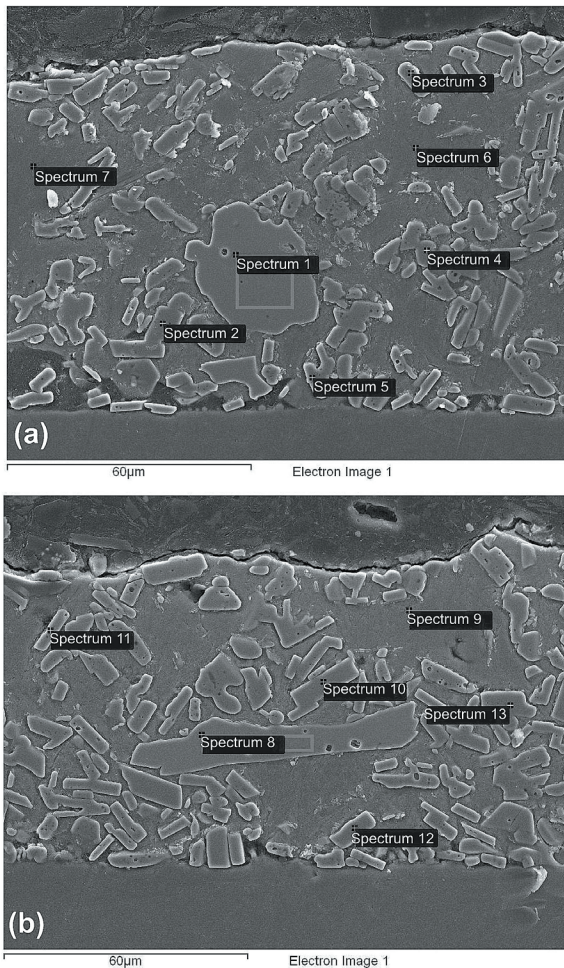 Spectrum 3
Spectrum 6
Spectrum 7
Spectrum 1
Spectrum 4
Spectrum 2
Spectrum 5
(a)
60µm Electron Image 1
Spectrum 9
Spectrum 11
Spectrum 10
Spectrum 13
Spectrum 8
Spectrum 12
(b)
60µm Electron Image 1